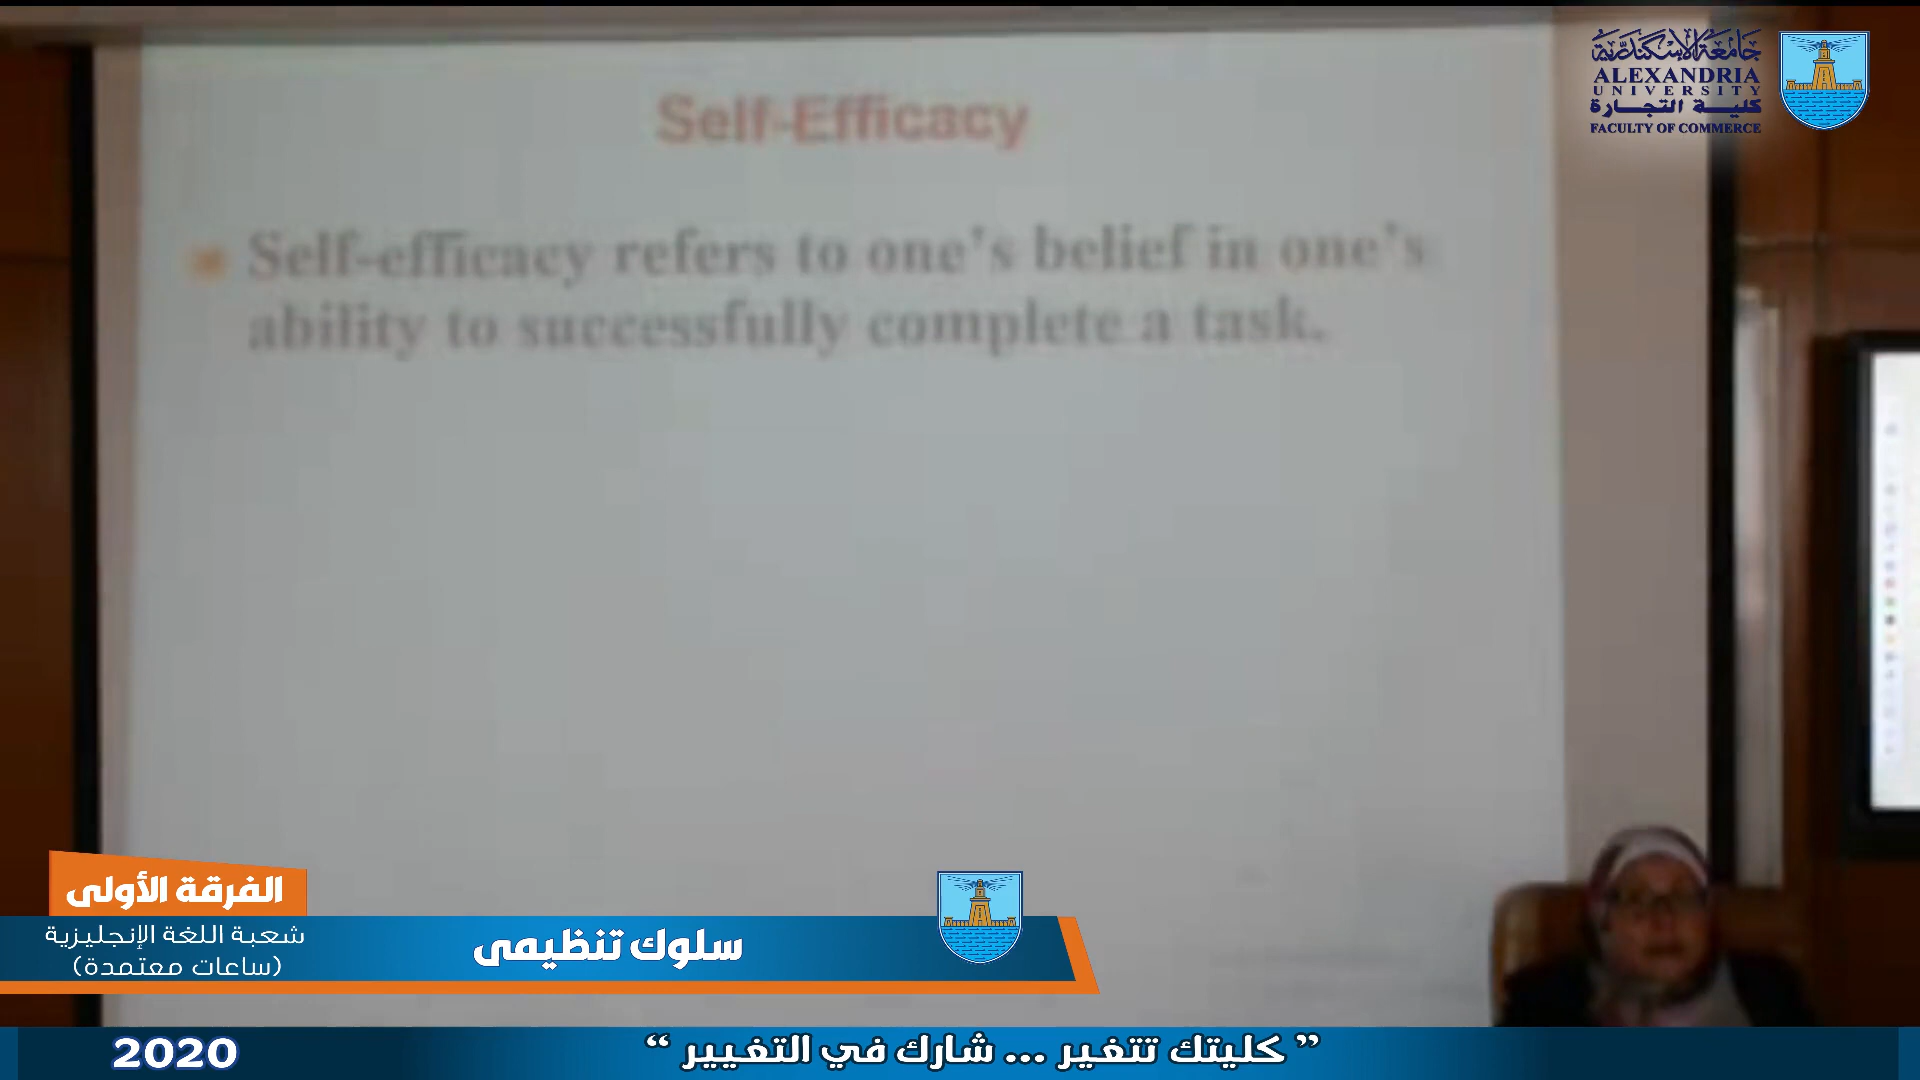 جامعة الإسكندرية
ALEXANDRIA
UNIVERSITY
كلية التجارة
FACULTY OF COMMERCE
Self-Efficacy
Self-efficacy refers to one's belief in one's
ability to successfully complete a task.
الفرقة الأولى
شعبة اللغة الإنجليزية
(ساعات معتمدة)
سلوك تنظيمى
2020
” كليتك تتغير ... شارك في التغيير “